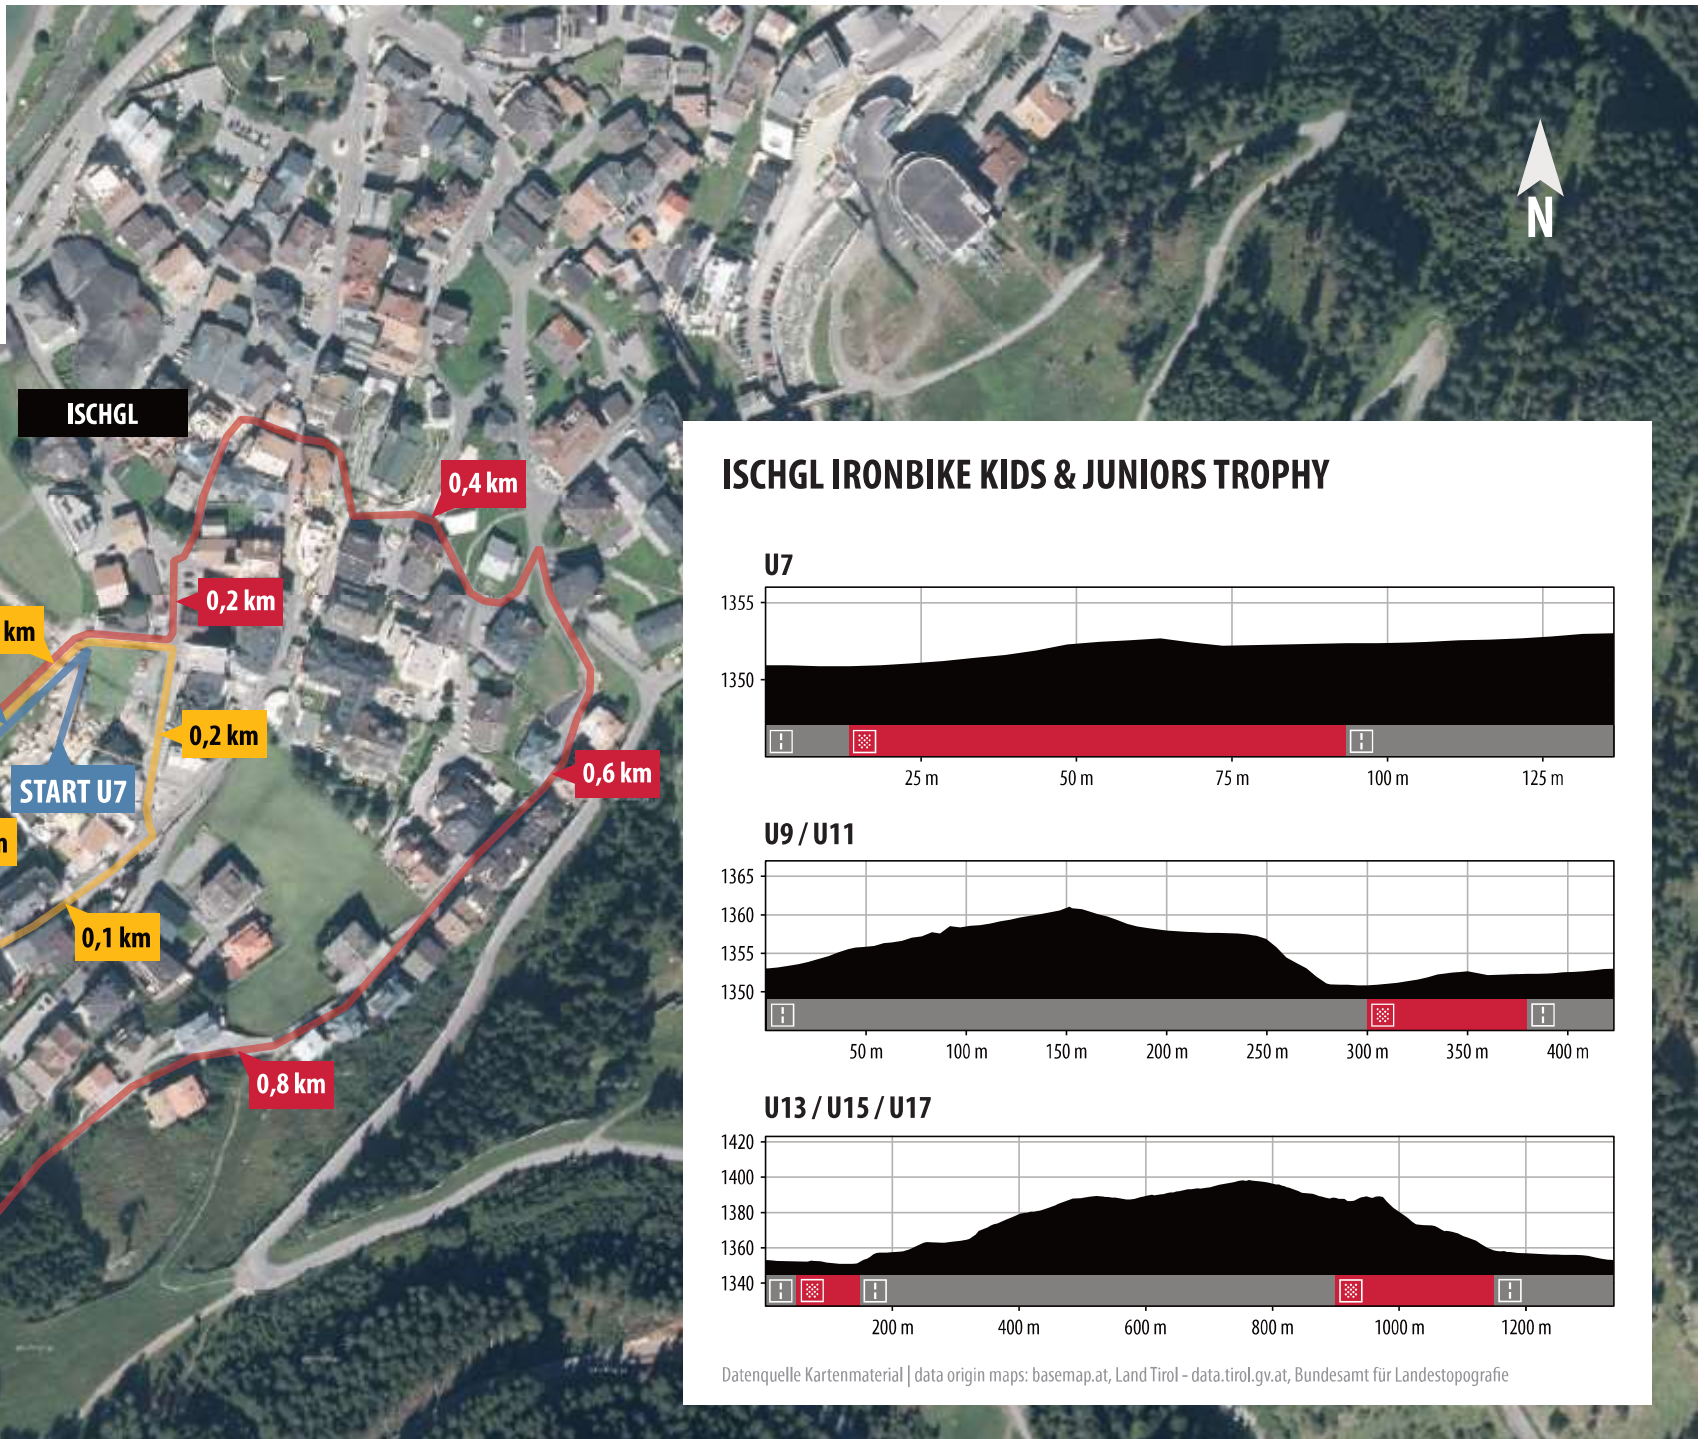 N
ISCHGL
0,4 km
0,2 km
km
0,2 km
START U7
0,6 km
0,1 km
0,8 km
ISCHGL IRONBIKE KIDS & JUNIORS TROPHY
U7
1355
1350
25 m 50 m 75 m 100 m 125 m
U9 / U11
1365
1360
1355
1350
50 m 100 m 150 m 200 m 250 m 300 m 350 m 400 m
U13 / U15 / U17
1420
1400
1380
1360
1340
200 m 400 m 600 m 800 m 1000 m 1200 m
Datenquelle Kartenmaterial | data origin maps: basemap.at, Land Tirol - data.tirol.gv.at, Bundesamt für Landestopografie